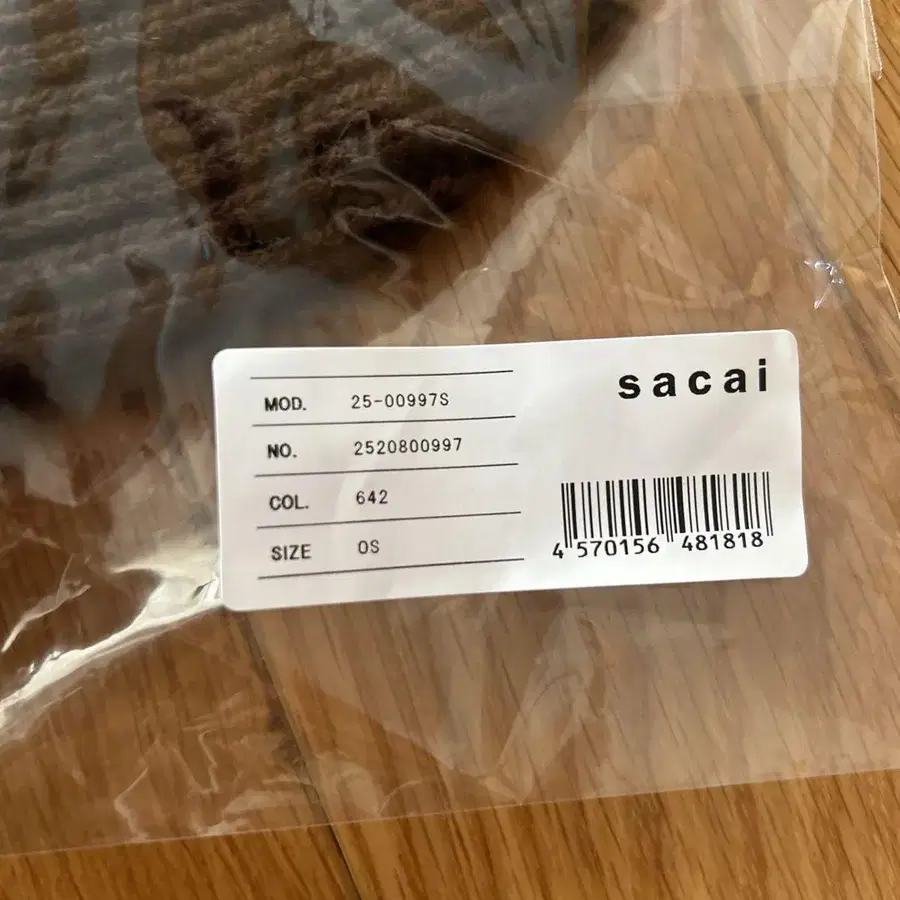 sacai
MOD. 25-00997S
NO. 2520800997
COL. 642
SIZE OS
4 570156 481818